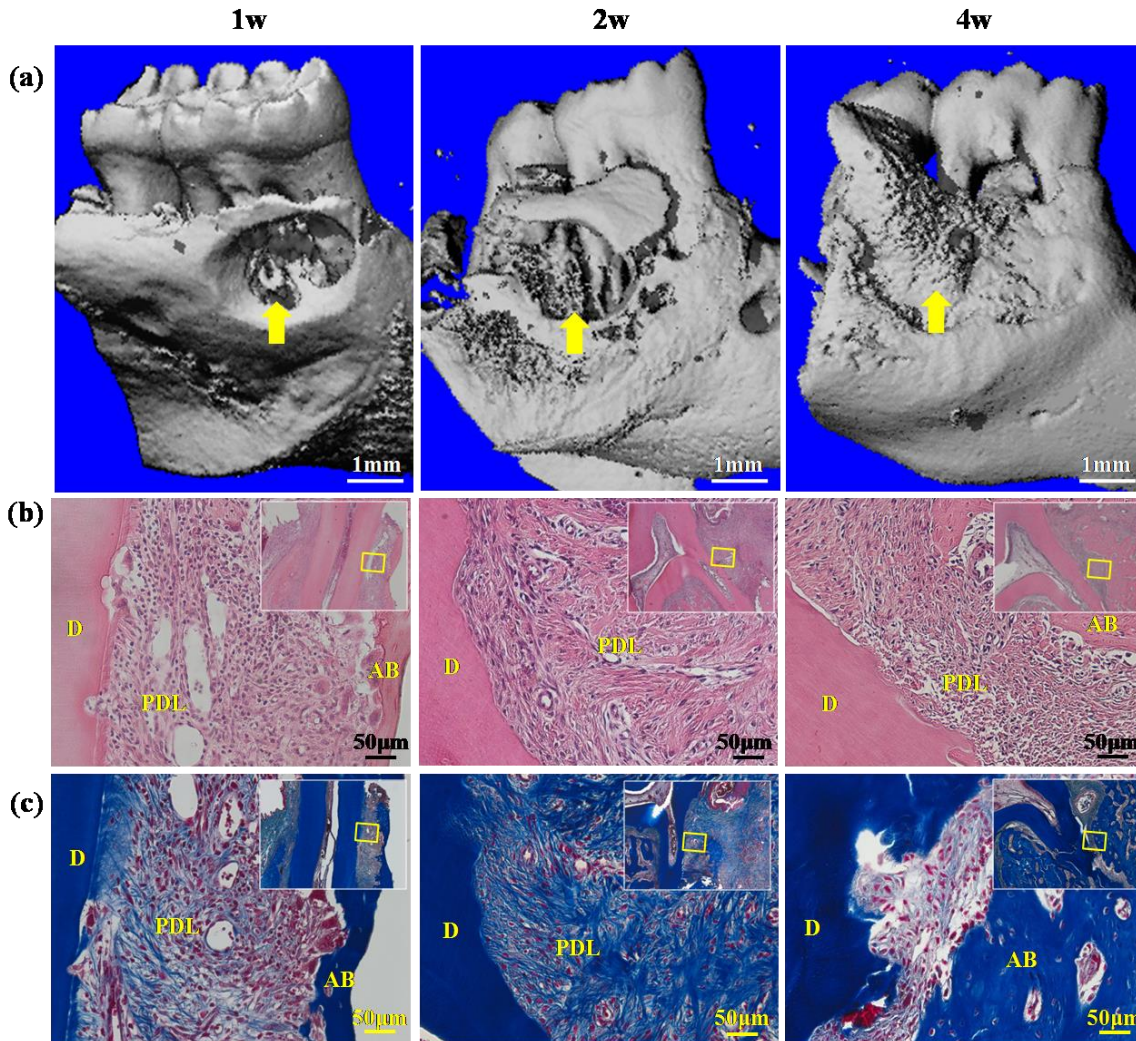 1w 2w 4w
(a)
1mm 1mm 1mm
(b)
D PDL AB 50μm
D PDL 50μm
D PDL AB 50μm
(c)
D PDL AB 50μm
D PDL 50μm
D AB 50μm